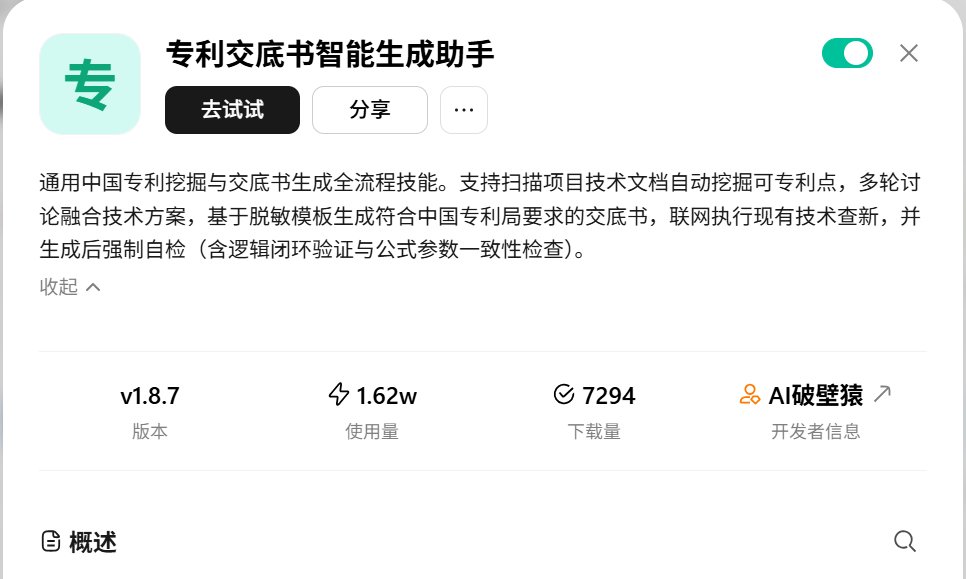 专
专利交底书智能生成助手
去试试
分享
...
通用中国专利挖掘与交底书生成全流程技能。支持扫描项目技术文档自动挖掘可专利点，多轮讨
论融合技术方案，基于脱敏模板生成符合中国专利局要求的交底书，联网执行现有技术查新，并
生成后强制自检（含逻辑闭环验证与公式参数一致性检查）。
收起
v1.8.7
版本
1.62w
使用量
7294
下载量
AI破壁猿
开发者信息
概述